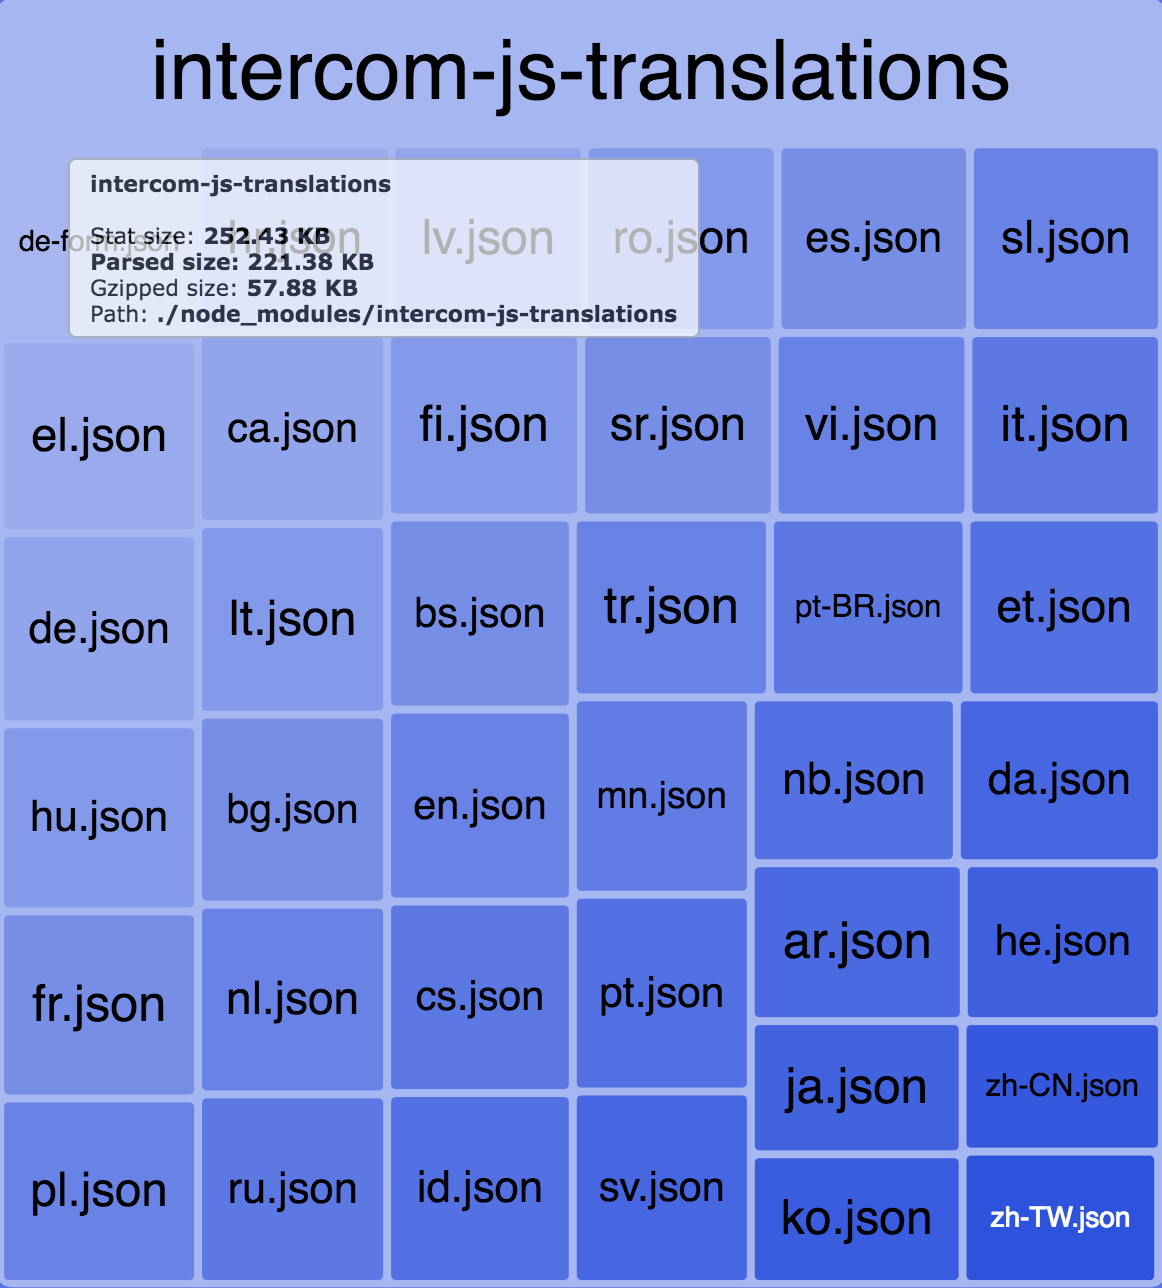 intercom-js-translations
intercom-js-translations
Stat size: 252.43 KB
Parsed size: 221.38 KB
Gzipped size: 57.88 KB
Path: ./node_modules/intercom-js-translations
de-form.json
hr.json
lv.json
ro.json
es.json
sl.json
el.json
ca.json
fi.json
sr.json
vi.json
it.json
de.json
lt.json
bs.json
tr.json
pt-BR.json
et.json
hu.json
bg.json
en.json
mn.json
nb.json
da.json
fr.json
nl.json
cs.json
pt.json
ar.json
he.json
pl.json
ru.json
id.json
sv.json
ja.json
zh-CN.json
ko.json
zh-TW.json